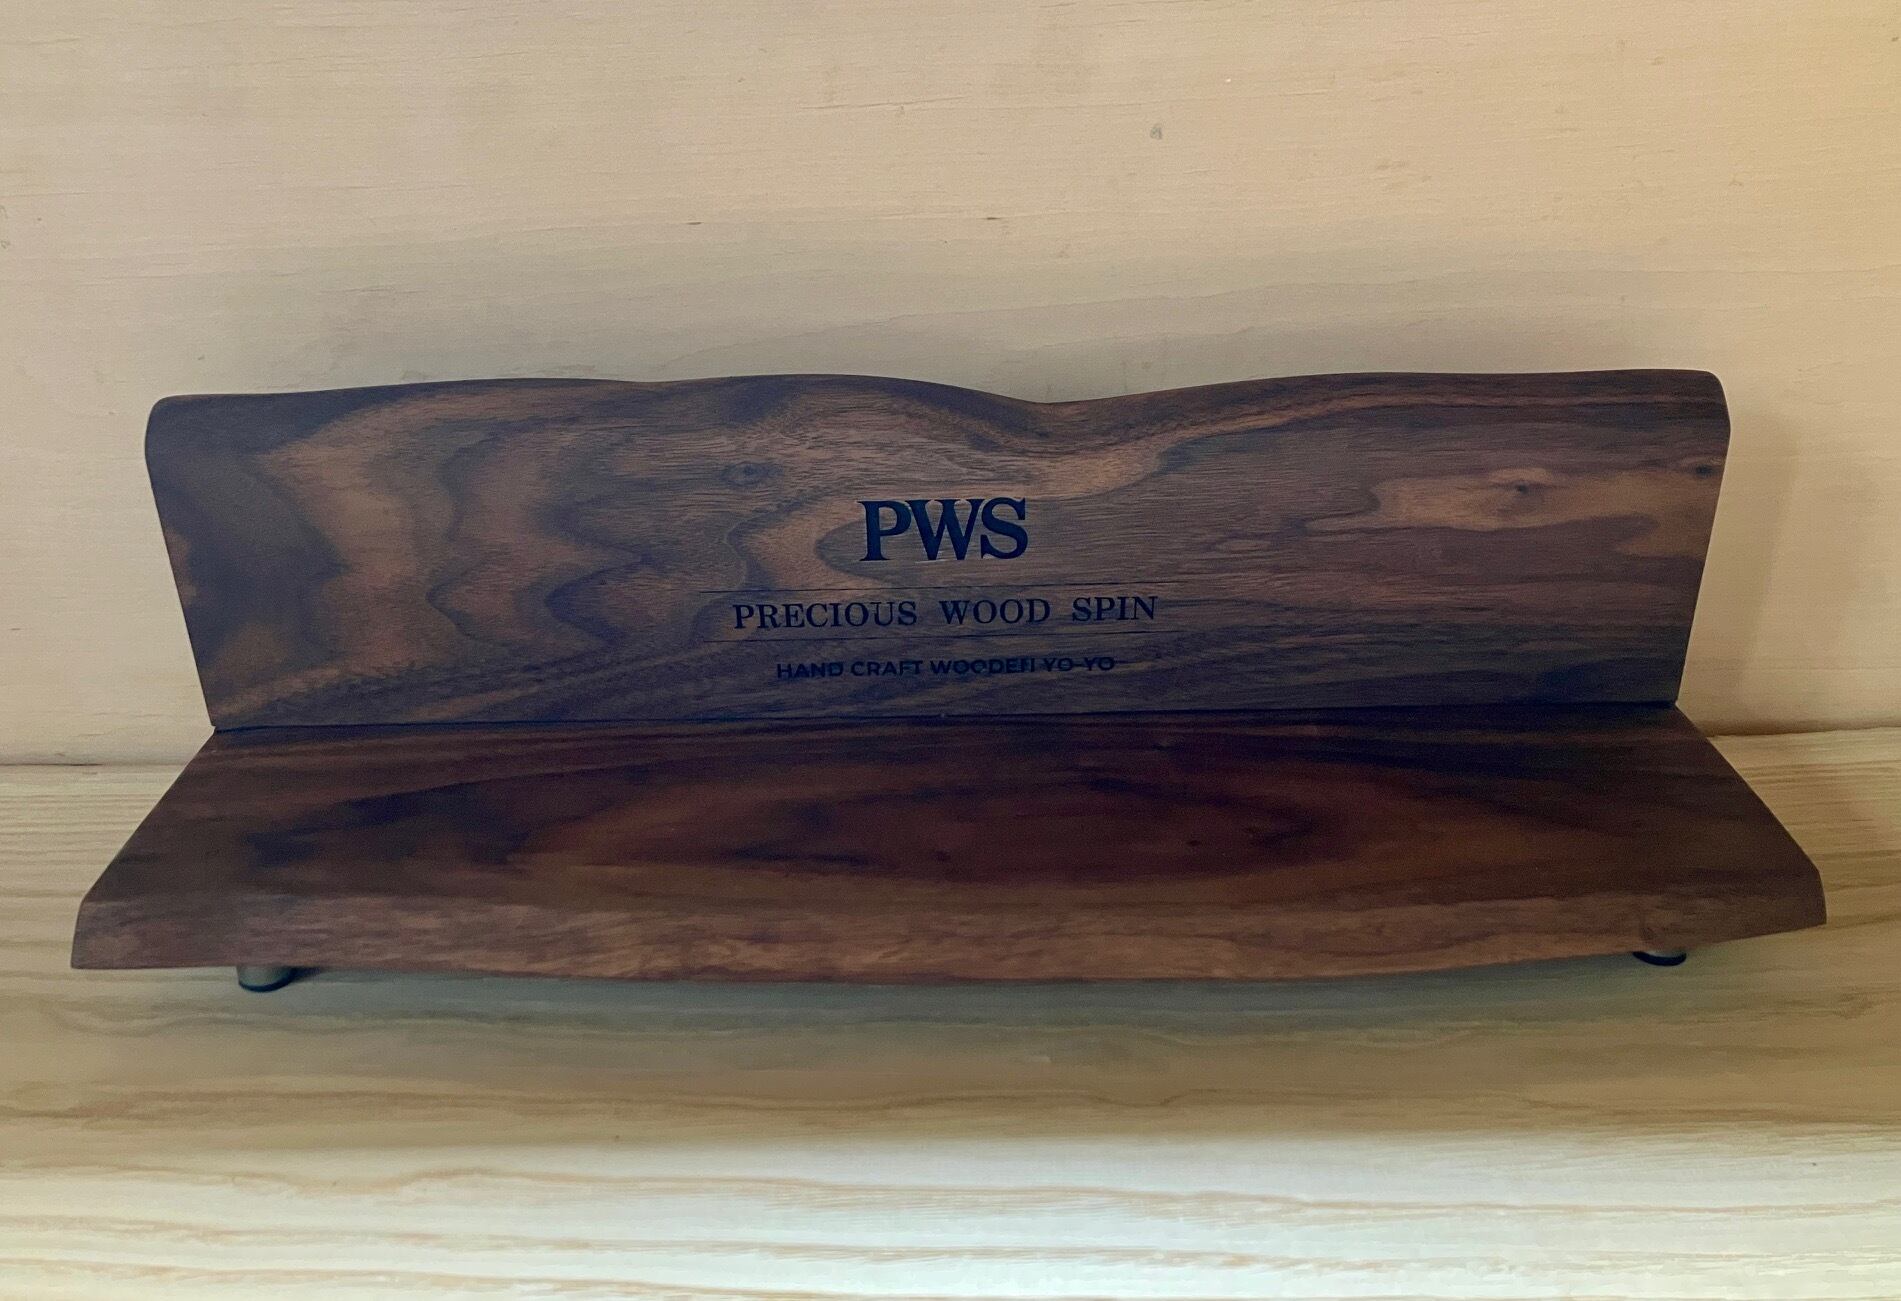 PWS
PRECIOUS WOOD SPIN
HAND CRAFT WOODEN YO-YO